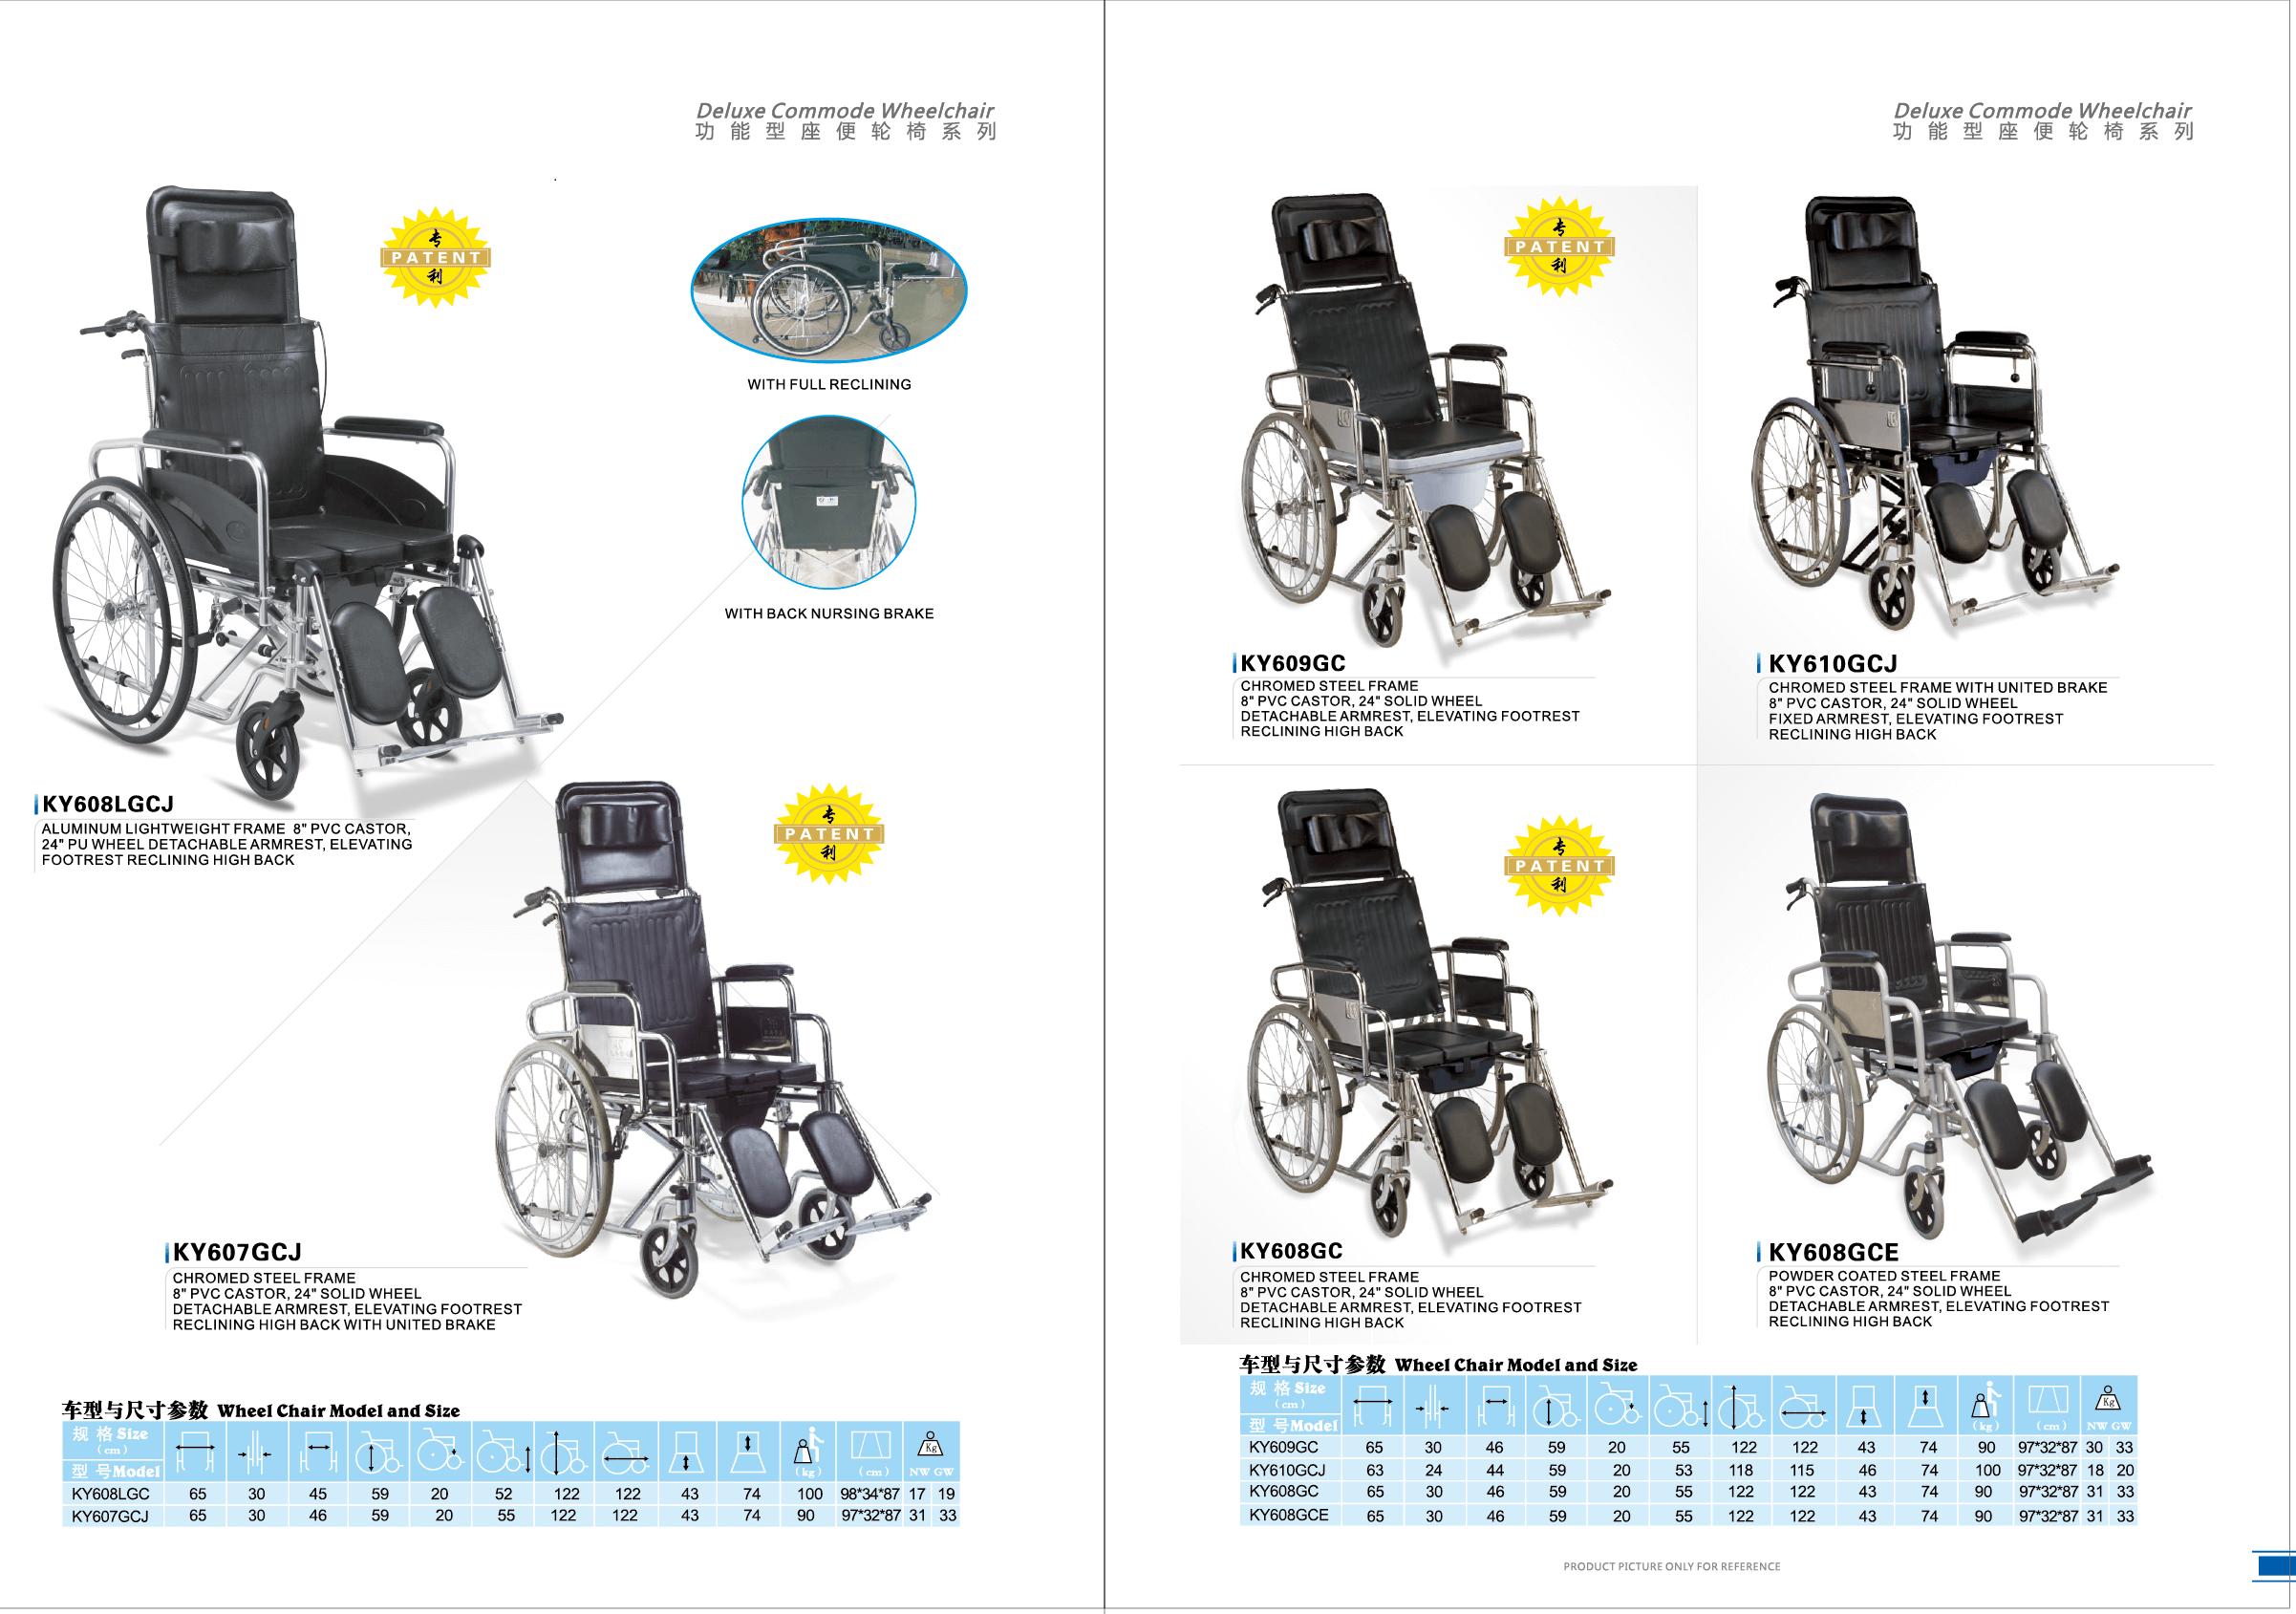 Deluxe Commode Wheelchair
功能型座便轮椅系列
专
PATENT
利
WITH FULL RECLINING
WITH BACK NURSING BRAKE
KY608LGCJ
ALUMINUM LIGHTWEIGHT FRAME 8" PVC CASTOR,
24" PU WHEEL DETACHABLE ARMREST, ELEVATING
FOOTREST RECLINING HIGH BACK
专
PATENT
利
KY607GCJ
CHROMED STEEL FRAME
8" PVC CASTOR, 24" SOLID WHEEL
DETACHABLE ARMREST, ELEVATING FOOTREST
RECLINING HIGH BACK WITH UNITED BRAKE
车型与尺寸参数 Wheel Chair Model and Size
规 格 Size
(cm)
型 号 Model
(kg) (cm) Kg NW GW
KY608LGC 65 30 45 59 20 52 122 122 43 74 100 98*34*87 17 19
KY607GCJ 65 30 46 59 20 55 122 122 43 74 90 97*32*87 31 33
Deluxe Commode Wheelchair
功能型座便轮椅系列
专
PATENT
利
KY609GC
CHROMED STEEL FRAME
8" PVC CASTOR, 24" SOLID WHEEL
DETACHABLE ARMREST, ELEVATING FOOTREST
RECLINING HIGH BACK
KY610GCJ
CHROMED STEEL FRAME WITH UNITED BRAKE
8" PVC CASTOR, 24" SOLID WHEEL
FIXED ARMREST, ELEVATING FOOTREST
RECLINING HIGH BACK
专
PATENT
利
KY608GC
CHROMED STEEL FRAME
8" PVC CASTOR, 24" SOLID WHEEL
DETACHABLE ARMREST, ELEVATING FOOTREST
RECLINING HIGH BACK
KY608GCE
POWDER COATED STEEL FRAME
8" PVC CASTOR, 24" SOLID WHEEL
DETACHABLE ARMREST, ELEVATING FOOTREST
RECLINING HIGH BACK
车型与尺寸参数 Wheel Chair Model and Size
规 格 Size
(cm)
型 号 Model
(kg) (cm) Kg NW GW
KY609GC 65 30 46 59 20 55 122 122 43 74 90 97*32*87 30 33
KY610GCJ 63 24 44 59 20 53 118 115 46 74 100 97*32*87 18 20
KY608GC 65 30 46 59 20 55 122 122 43 74 90 97*32*87 31 33
KY608GCE 65 30 46 59 20 55 122 122 43 74 90 97*32*87 31 33
PRODUCT PICTURE ONLY FOR REFERENCE